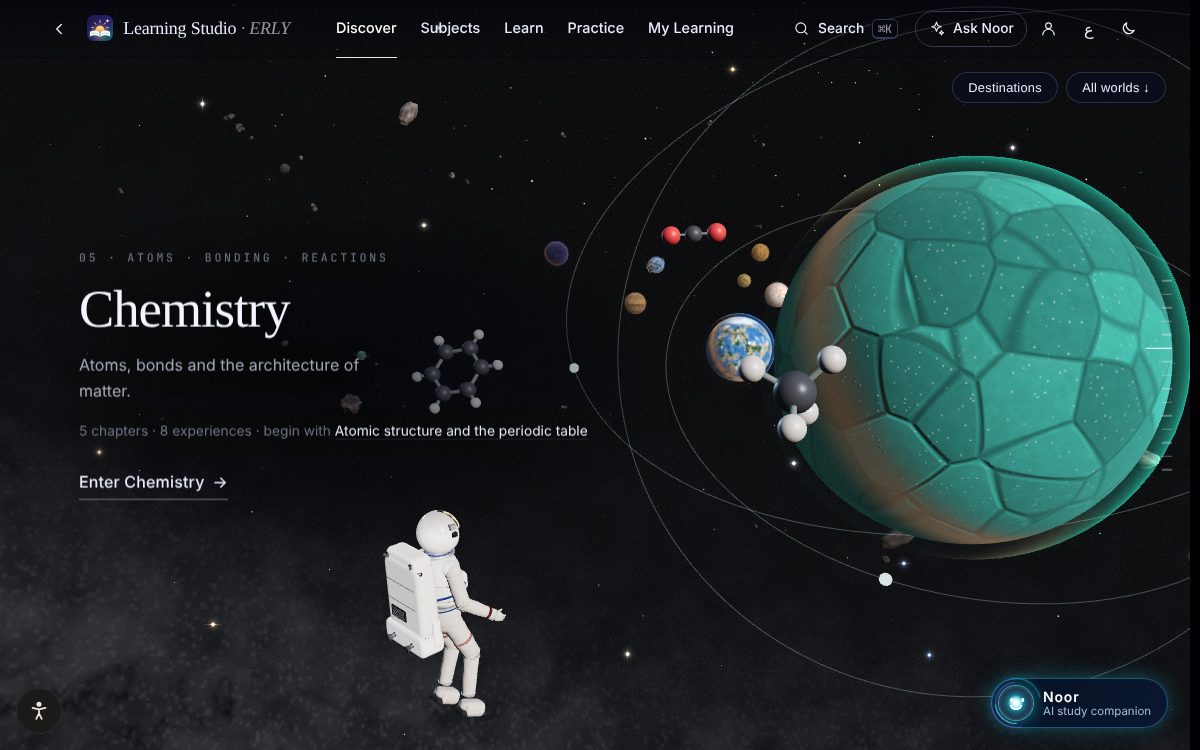 Learning Studio · ERLY
Discover
Subjects
Learn
Practice
My Learning
Search
⌘K
Ask Noor
ع
Destinations
All worlds ↓
05 · ATOMS · BONDING · REACTIONS
Chemistry
Atoms, bonds and the architecture of
matter.
5 chapters · 8 experiences · begin with Atomic structure and the periodic table
Enter Chemistry →
Noor
AI study companion